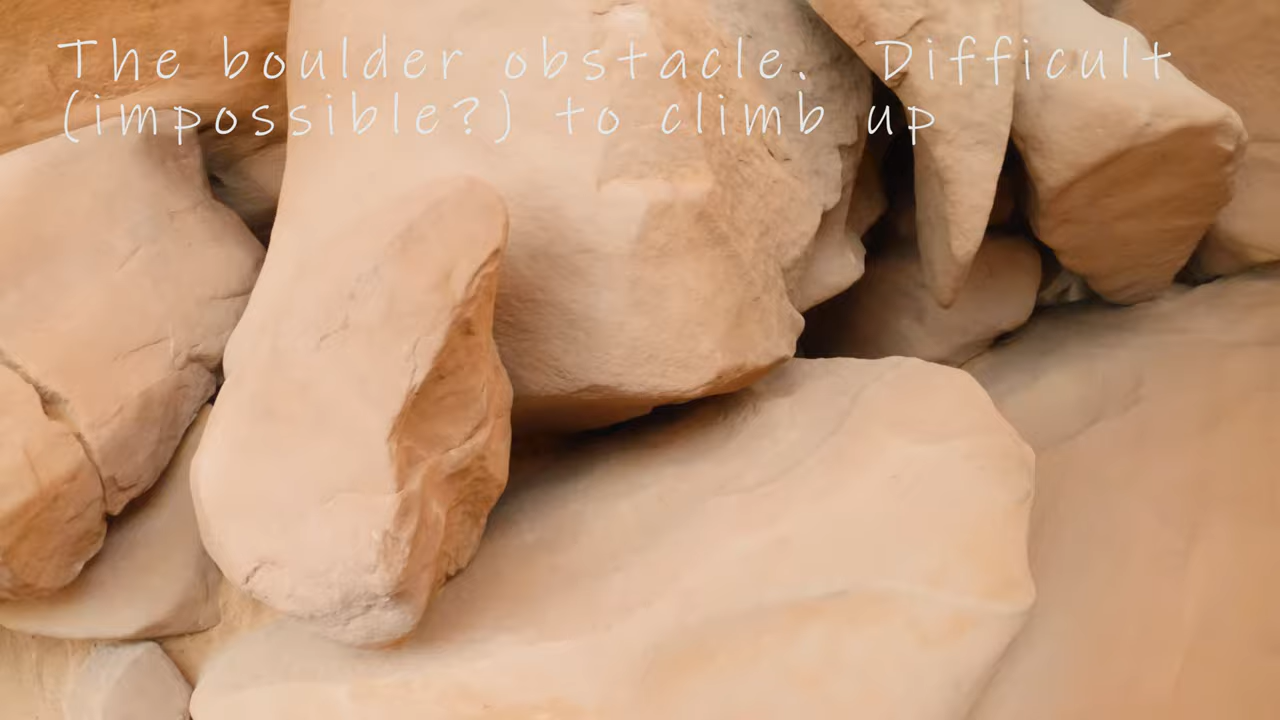 The boulder obstacle. Difficult
(impossible?) to climb up